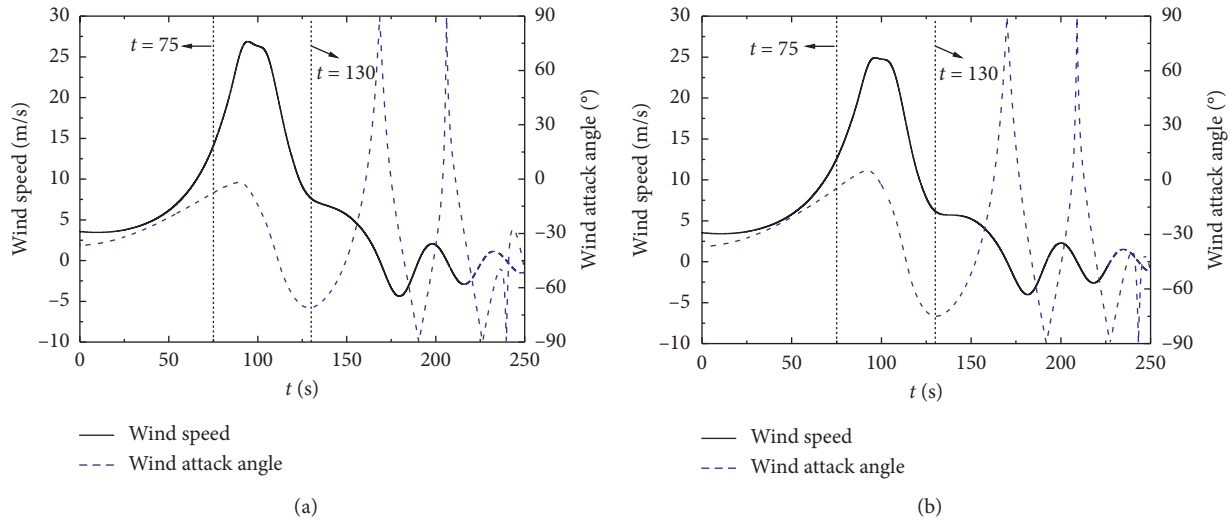 30
25
20
15
10
5
0
–5
–10
Wind speed (m/s)
t = 75
t = 130
90
60
30
0
–30
–60
–90
Wind attack angle (°)
0 50 100 150 200 250
t (s)
Wind speed
Wind attack angle
(a)
30
25
20
15
10
5
0
–5
–10
Wind speed (m/s)
t = 75
t = 130
90
60
30
0
–30
–60
–90
Wind attack angle (°)
0 50 100 150 200 250
t (s)
Wind speed
Wind attack angle
(b)